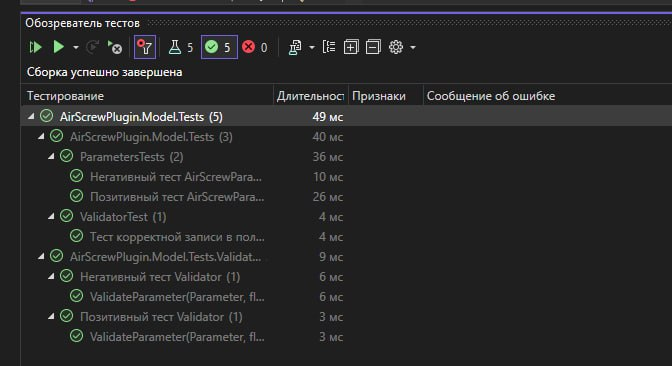 Обозреватель тестов
5 5 0
Сборка успешно завершена
Тестирование Длительност Признаки Сообщение об ошибке
AirScrewPlugin.Model.Tests (5) 49 мс
AirScrewPlugin.Model.Tests (3) 40 мс
ParametersTests (2) 36 мс
Негативный тест AirScrewPara... 10 мс
Позитивный тест AirScrewPara... 26 мс
ValidatorTest (1) 4 мс
Тест корректной записи в пол... 4 мс
AirScrewPlugin.Model.Tests.Validat... 9 мс
Негативный тест Validator (1) 6 мс
ValidateParameter(Parameter, fl... 6 мс
Позитивный тест Validator (1) 3 мс
ValidateParameter(Parameter, fl... 3 мс